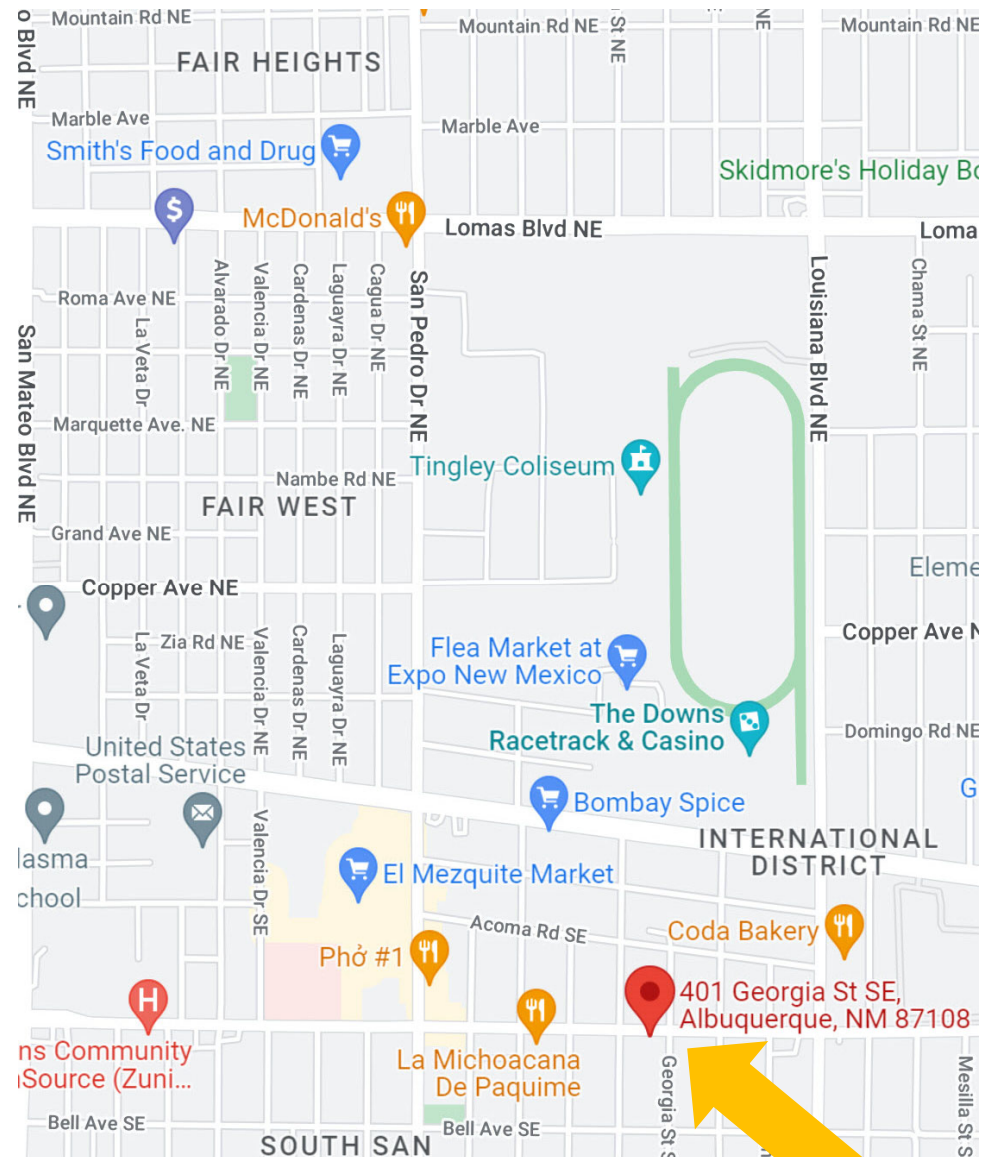 o Blvd NE
Mountain Rd NE
Mountain Rd NE
St NE
NE
Mountain Rd NE
FAIR HEIGHTS
Marble Ave
Marble Ave
Smith's Food and Drug
Skidmore's Holiday Bo
McDonald's
Lomas Blvd NE
Loma
Roma Ave NE
La Veta Dr
Alvarado Dr NE
Valencia Dr NE
Cardenas Dr NE
Laguayra Dr NE
Cagua Dr NE
San Pedro Dr NE
Louisiana Blvd NE
Chama St NE
San Mateo Blvd NE
Marquette Ave. NE
Tingley Coliseum
Nambe Rd NE
FAIR WEST
Grand Ave NE
Eleme
Copper Ave NE
Copper Ave N
La Veta Dr
Zia Rd NE
Valencia Dr NE
Cardenas Dr NE
Laguayra Dr NE
Flea Market at
Expo New Mexico
The Downs
Racetrack & Casino
Domingo Rd NE
United States
Postal Service
G
Bombay Spice
INTERNATIONAL
DISTRICT
lasma
chool
Valencia Dr SE
El Mezquite Market
Acoma Rd SE
Coda Bakery
Phở #1
H
401 Georgia St SE,
Albuquerque, NM 87108
ns Community
Source (Zuni...
La Michoacana
De Paquime
Georgia St S
Mesilla St S
Bell Ave SE
Bell Ave SE
SOUTH SAN